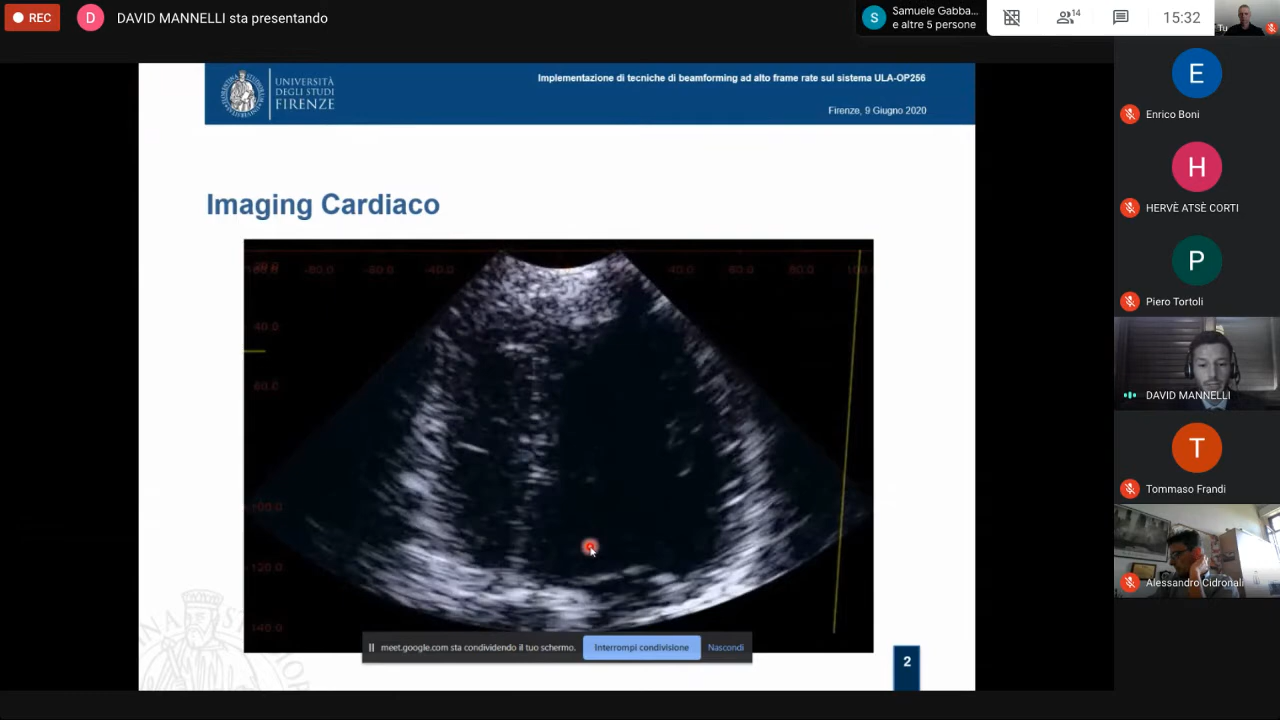 REC
D
DAVID MANNELLI sta presentando
S
Samuele Gabba...
e altre 5 persone
14
15:32
Tu
UNIVERSITÀ
DEGLI STUDI
FIRENZE
Implementazione di tecniche di beamforming ad alto frame rate sul sistema ULA-OP256
Firenze, 9 Giugno 2020
Imaging Cardiaco
-80.0
-60.0
-40.0
40.0
60.0
80.0
100.
40.0
60.0
100.0
120.0
40.0
meet.google.com sta condividendo il tuo schermo.
Interrompi condivisione
Nascondi
2
E
Enrico Boni
H
HERVÈ ATSÈ CORTI
P
Piero Tortoli
DAVID MANNELLI
T
Tommaso Frandi
Alessandro Cidronali